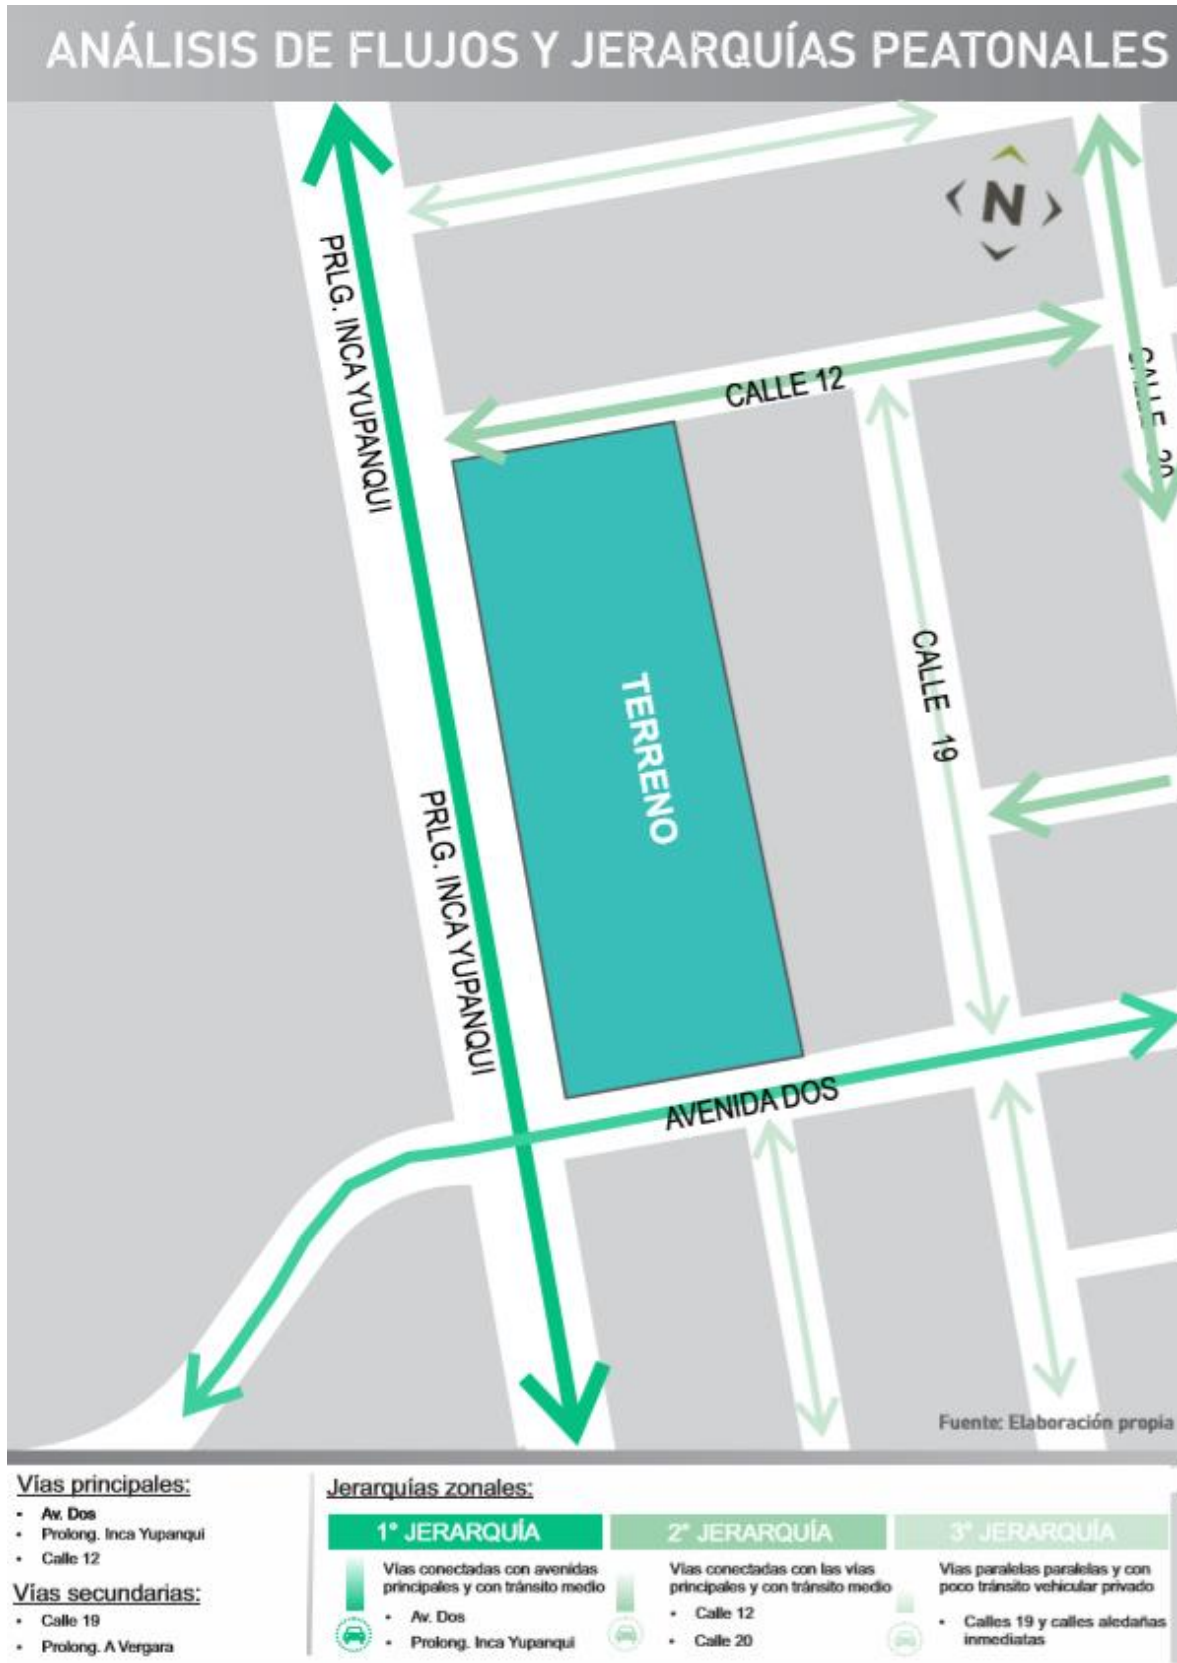 ANÁLISIS DE FLUJOS Y JERARQUÍAS PEATONALES
N
PRLG. INCA YUPANQUI
CALLE 12
CALLE 20
TERRENO
CALLE 19
PRLG. INCA YUPANQUI
AVENIDA DOS
Fuente: Elaboración propia
Vías principales:
• Av. Dos
• Prolong. Inca Yupanqui
• Calle 12
Vías secundarias:
• Calle 19
• Prolong. A Vergara
Jerarquías zonales:
1° JERARQUÍA
Vías conectadas con avenidas
principales y con tránsito medio
• Av. Dos
• Prolong. Inca Yupanqui
2° JERARQUÍA
Vías conectadas con las vías
principales y con tránsito medio
• Calle 12
• Calle 20
3° JERARQUÍA
Vías paralelas paralelas y con
poco tránsito vehicular privado
• Calles 19 y calles aledañas
inmediatas